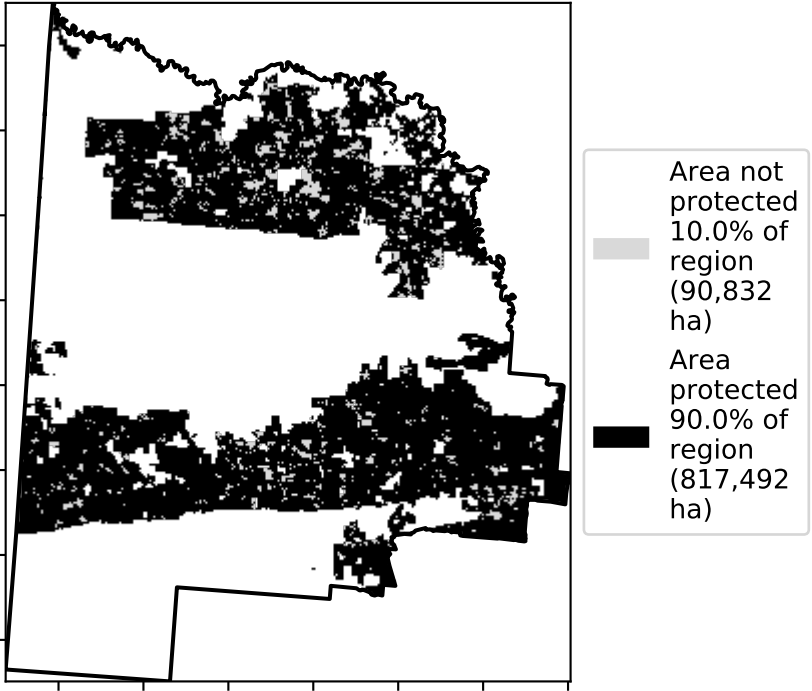 Area not
protected
10.0% of
region
(90,832
ha)
Area
protected
90.0% of
region
(817,492
ha)